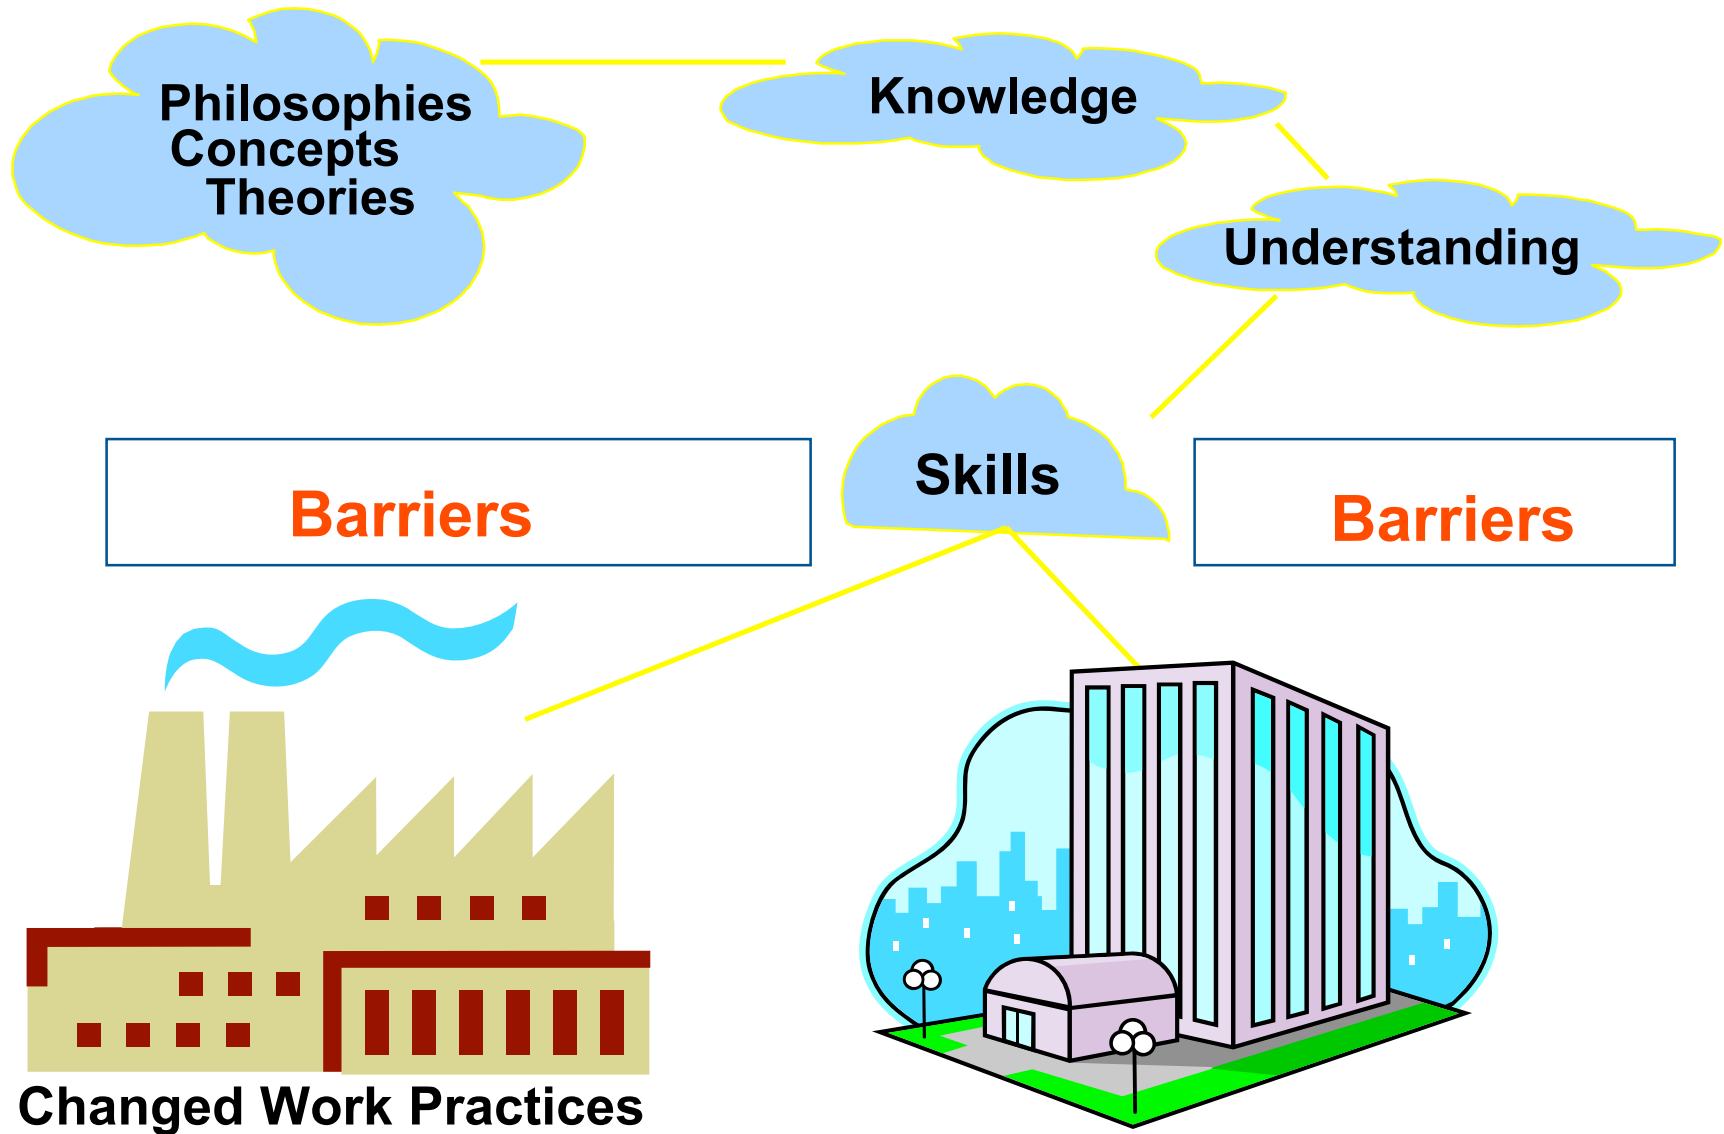 Philosophies
Concepts
Theories
Knowledge
Understanding
Skills
Barriers
Barriers
Changed Work Practices